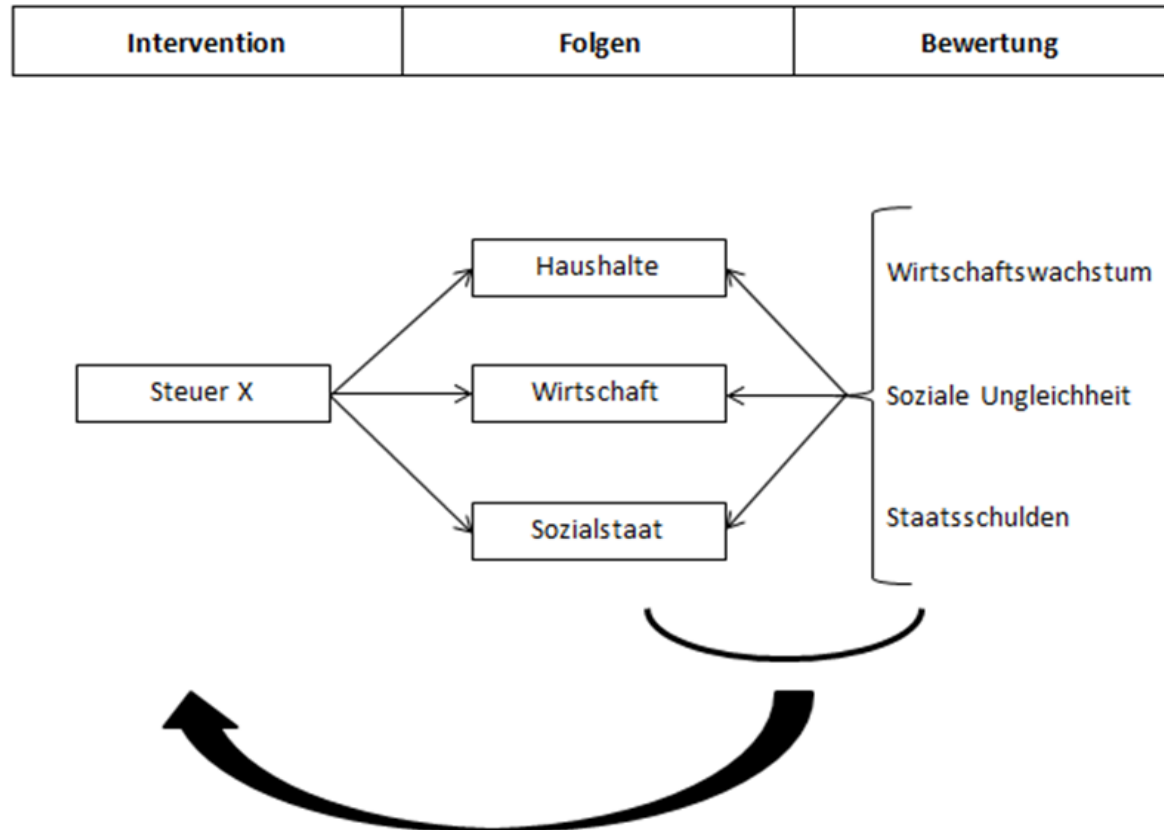 Intervention
Folgen
Bewertung
Haushalte
Wirtschaftswachstum
Steuer X
Wirtschaft
Soziale Ungleichheit
Sozialstaat
Staatsschulden